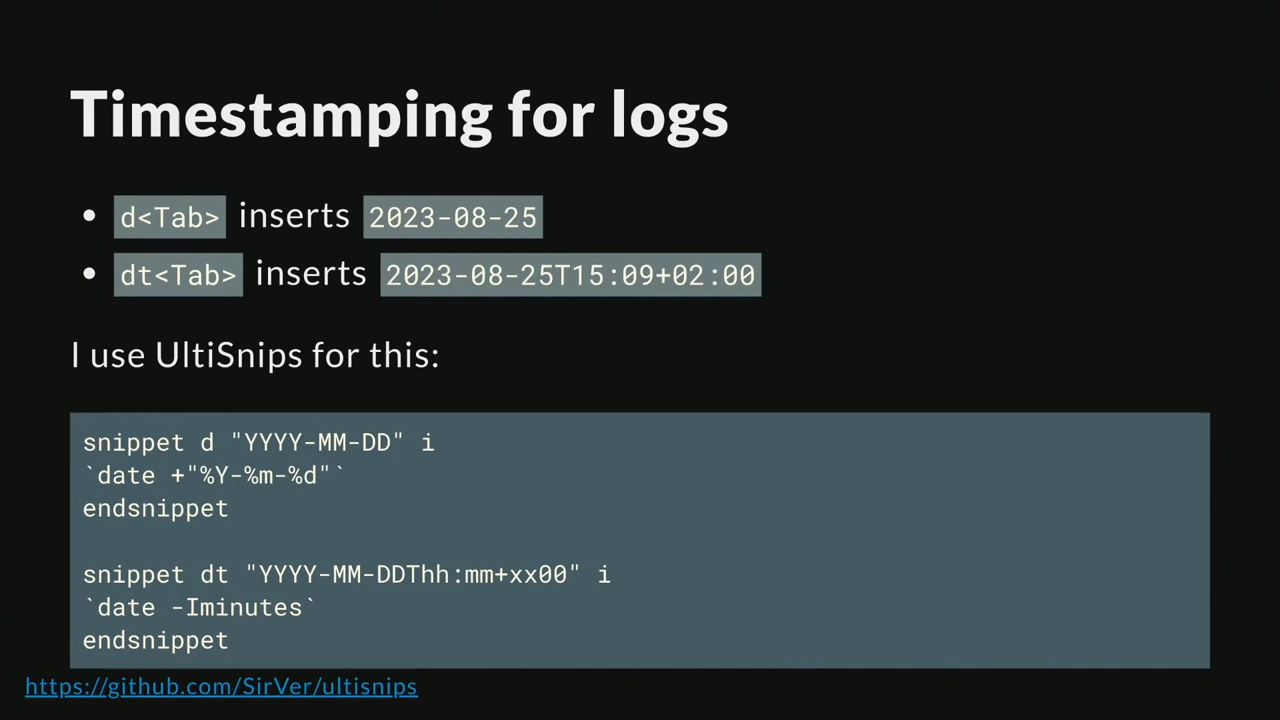 Timestamping for logs
• d<Tab> inserts 2023-08-25
• dt<Tab> inserts 2023-08-25T15:09+02:00
I use UltiSnips for this:
snippet d "YYYY-MM-DD" i
`date +"%Y-%m-%d"`
endsnippet
snippet dt "YYYY-MM-DDThh:mm+xx00" i
`date -Iminutes`
endsnippet
https://github.com/SirVer/ultisnips